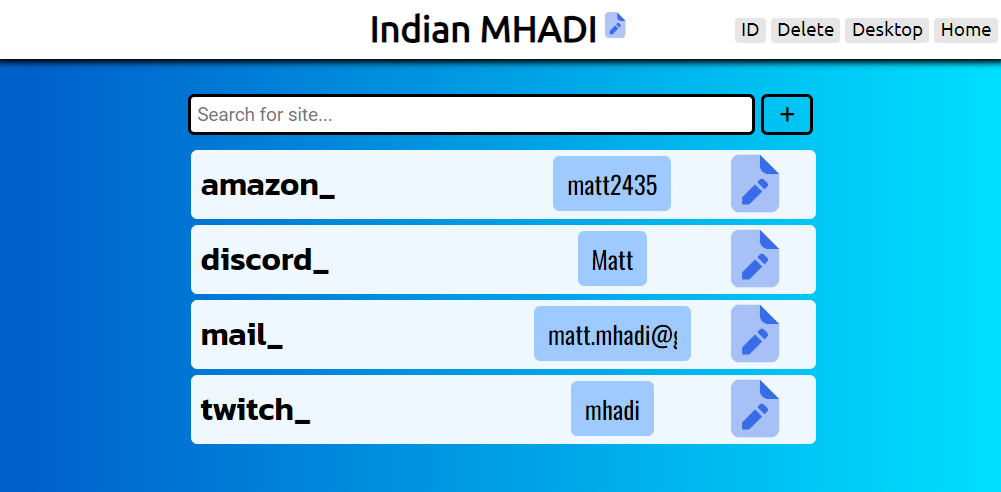 Indian MHADI
ID Delete Desktop Home
Search for site...
+
amazon_ matt2435
discord_ Matt
mail_ matt.mhadi@
twitch_ mhadi